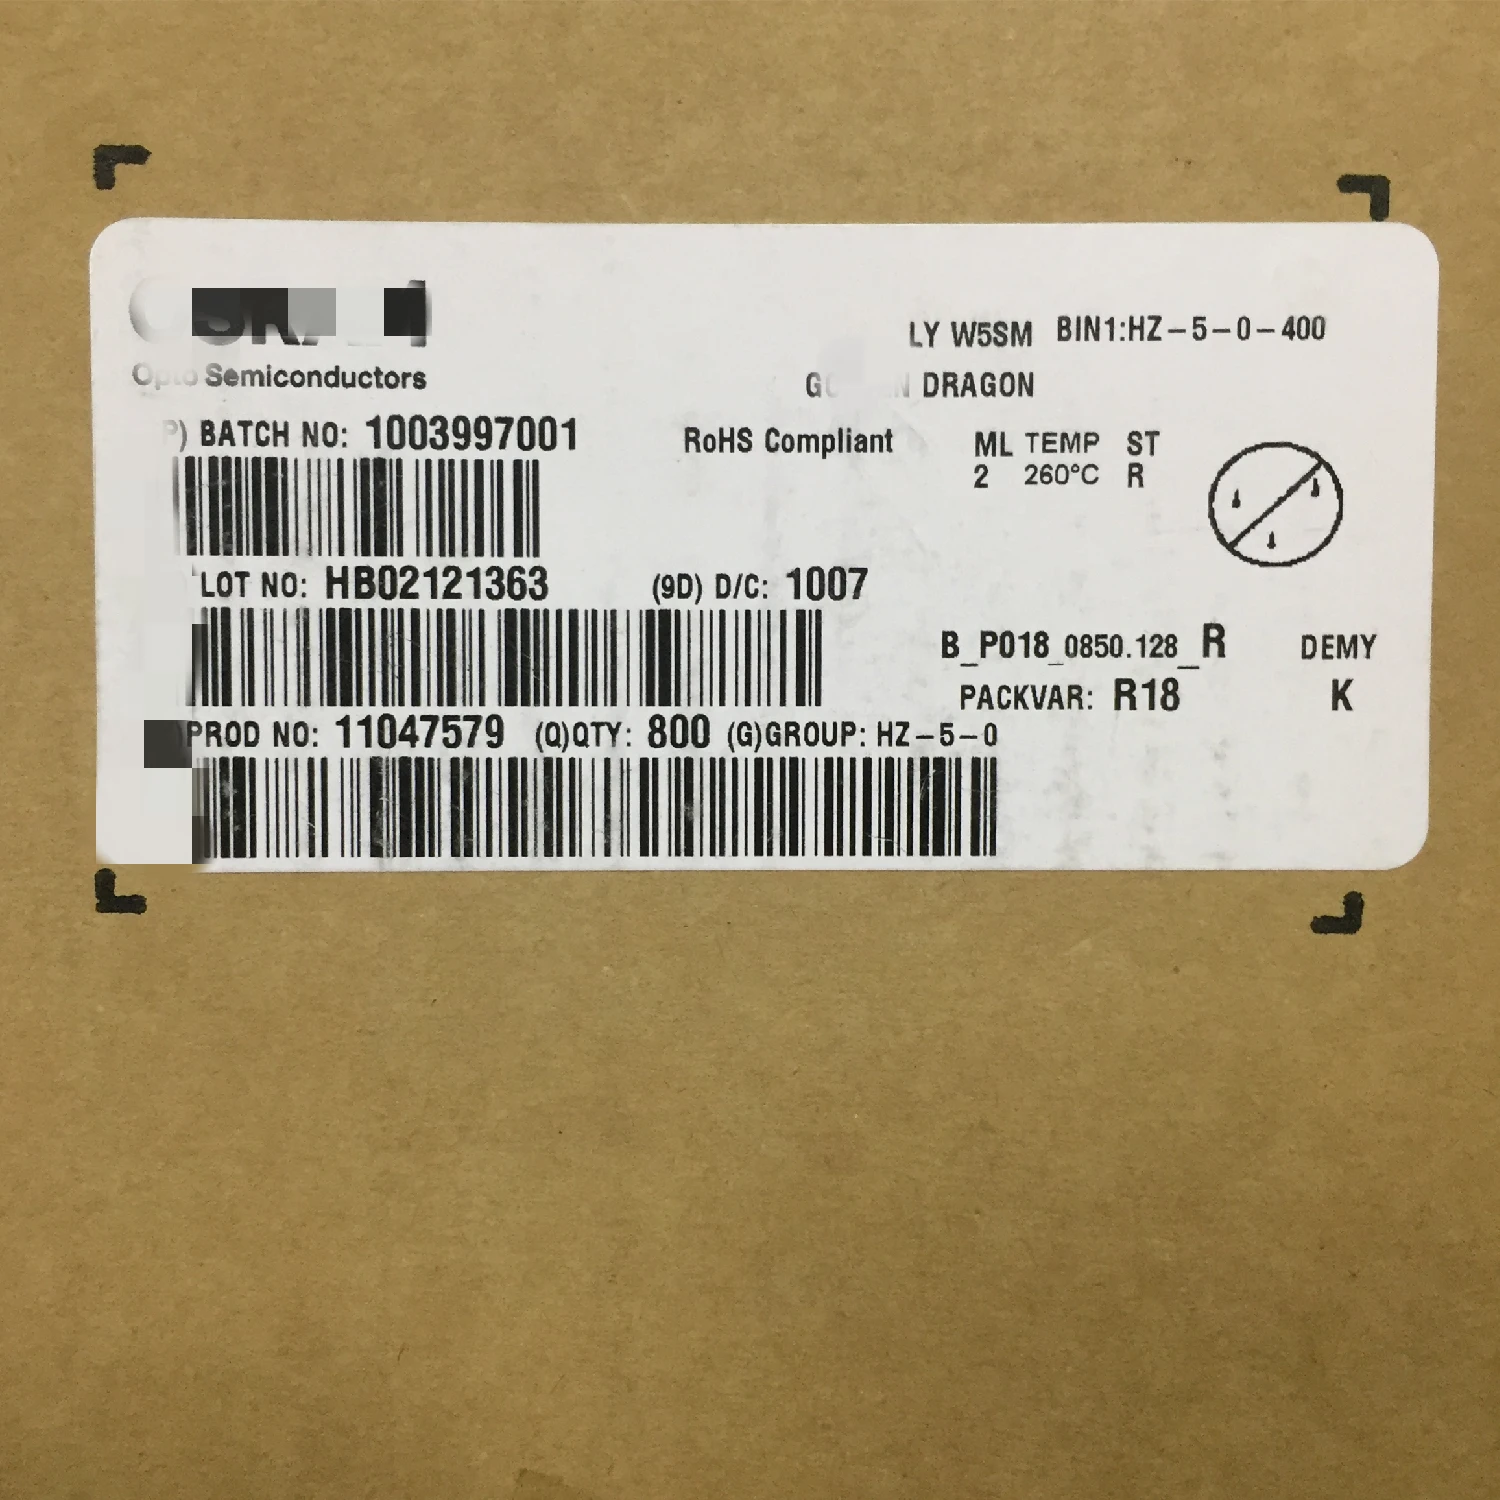 Semiconductors
LY W5SM BIN1:HZ-5-0-400
DRAGON
BATCH NO: 1003997001
RoHS Compliant
ML TEMP ST
2 260°C R
LOT NO: HB02121363 (9D) D/C: 1007
B_P018_0850.128_R DEMY
PACKVAR: R18 K
PROD NO: 11047579 (Q)QTY: 800 (G)GROUP: HZ-5-0